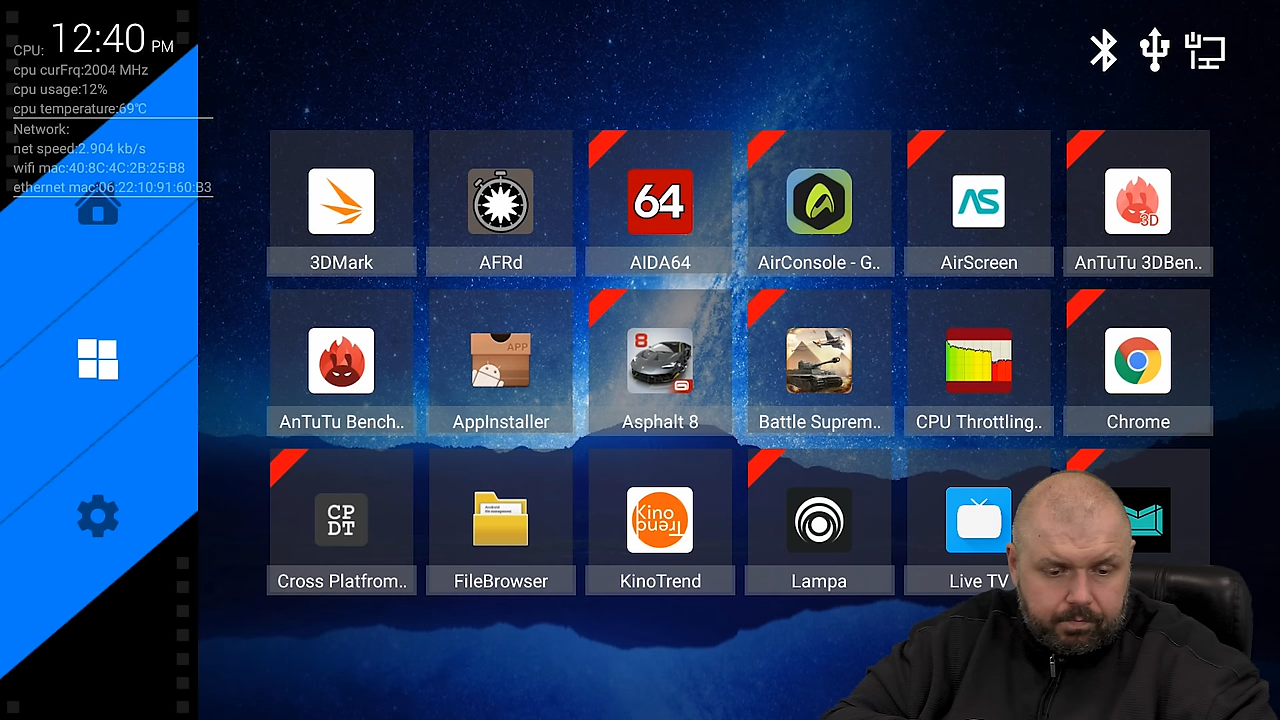 12:40 PM
CPU:
cpu curFrq:2004 MHz
cpu usage:12%
cpu temperature:69℃
Network:
net speed:2.904 kb/s
wifi mac:40:8C:4C:2B:25:B8
ethernet mac:06:22:10:91:60:B3
64
AS
3D
3DMark
AFRd
AIDA64
AirConsole - G..
AirScreen
AnTuTu 3DBen..
APP
8
AnTuTu Bench..
AppInstaller
Asphalt 8
Battle Suprem..
CPU Throttling..
Chrome
CP
DT
Kino
Trend
Cross Platfrom..
FileBrowser
KinoTrend
Lampa
Live TV